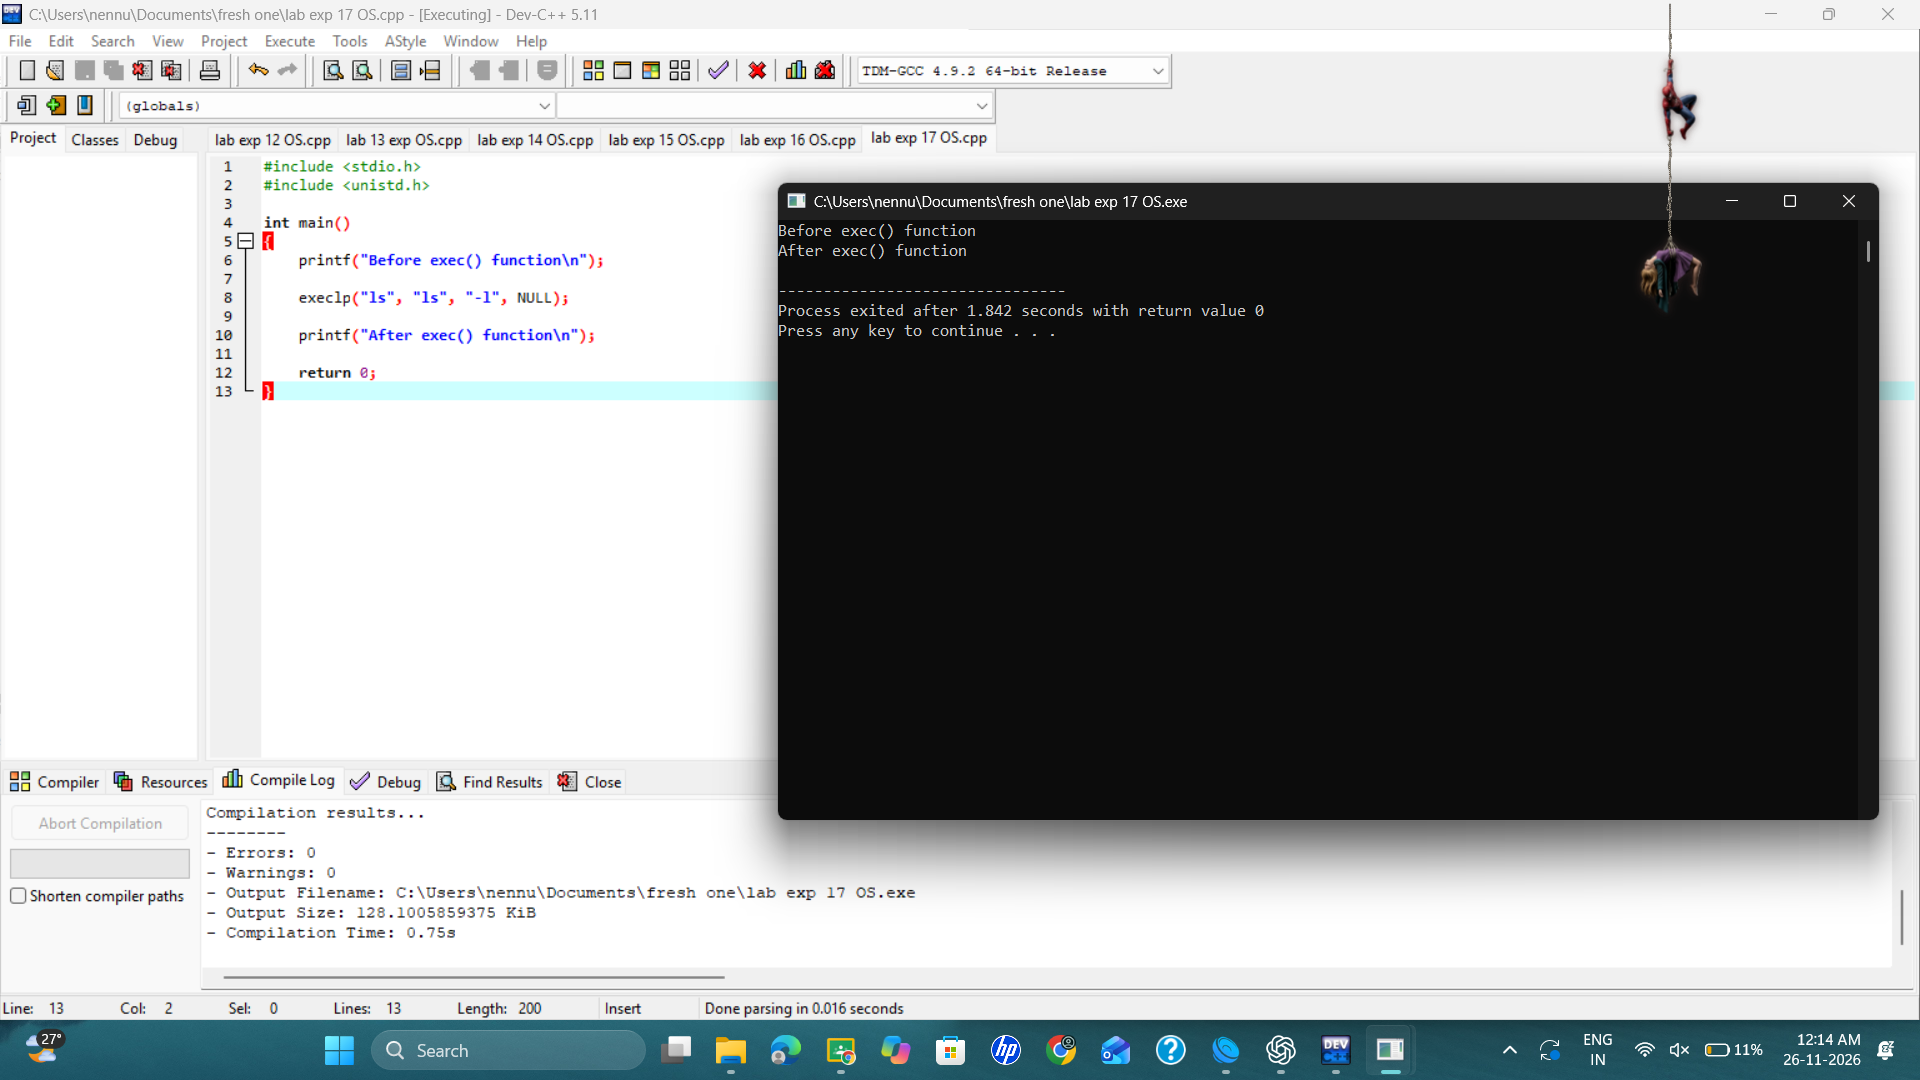 C:\Users\nennu\Documents\fresh one\lab exp 17 OS.cpp - [Executing] - Dev-C++ 5.11
File Edit Search View Project Execute Tools AStyle Window Help
TDM-GCC 4.9.2 64-bit Release
(globals)
Project Classes Debug
lab exp 12 OS.cpp lab 13 exp OS.cpp lab exp 14 OS.cpp lab exp 15 OS.cpp lab exp 16 OS.cpp lab exp 17 OS.cpp
1 #include <stdio.h>
2 #include <unistd.h>
3
4 int main()
5 {
6 printf("Before exec() function\n");
7
8 execlp("ls", "ls", "-l", NULL);
9
10 printf("After exec() function\n");
11
12 return 0;
13 }
C:\Users\nennu\Documents\fresh one\lab exp 17 OS.exe
Before exec() function
After exec() function
--------------------------------
Process exited after 1.842 seconds with return value 0
Press any key to continue . . .
Compiler Resources Compile Log Debug Find Results Close
Abort Compilation
Shorten compiler paths
Compilation results...
--------
- Errors: 0
- Warnings: 0
- Output Filename: C:\Users\nennu\Documents\fresh one\lab exp 17 OS.exe
- Output Size: 128.1005859375 KiB
- Compilation Time: 0.75s
Line: 13 Col: 2 Sel: 0 Lines: 13 Length: 200 Insert Done parsing in 0.016 seconds
27°
Search
hp
DEV
ENG
IN
11%
12:14 AM
26-11-2026